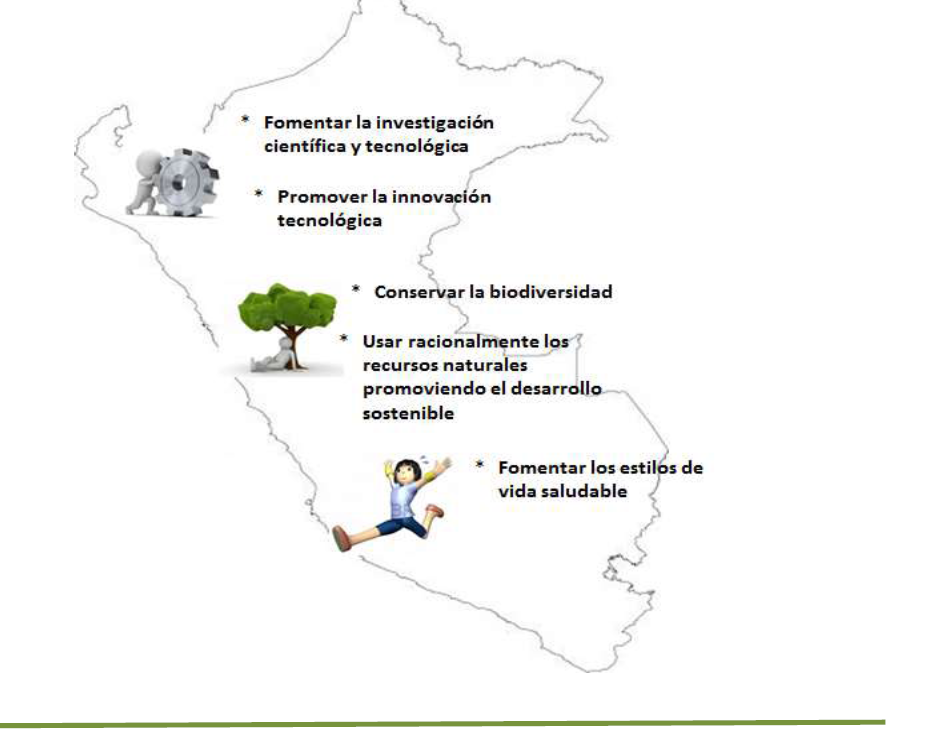 * Fomentar la investigación
científica y tecnológica
* Promover la innovación
tecnológica
* Conservar la biodiversidad
* Usar racionalmente los
recursos naturales
promoviendo el desarrollo
sostenible
* Fomentar los estilos de
vida saludable